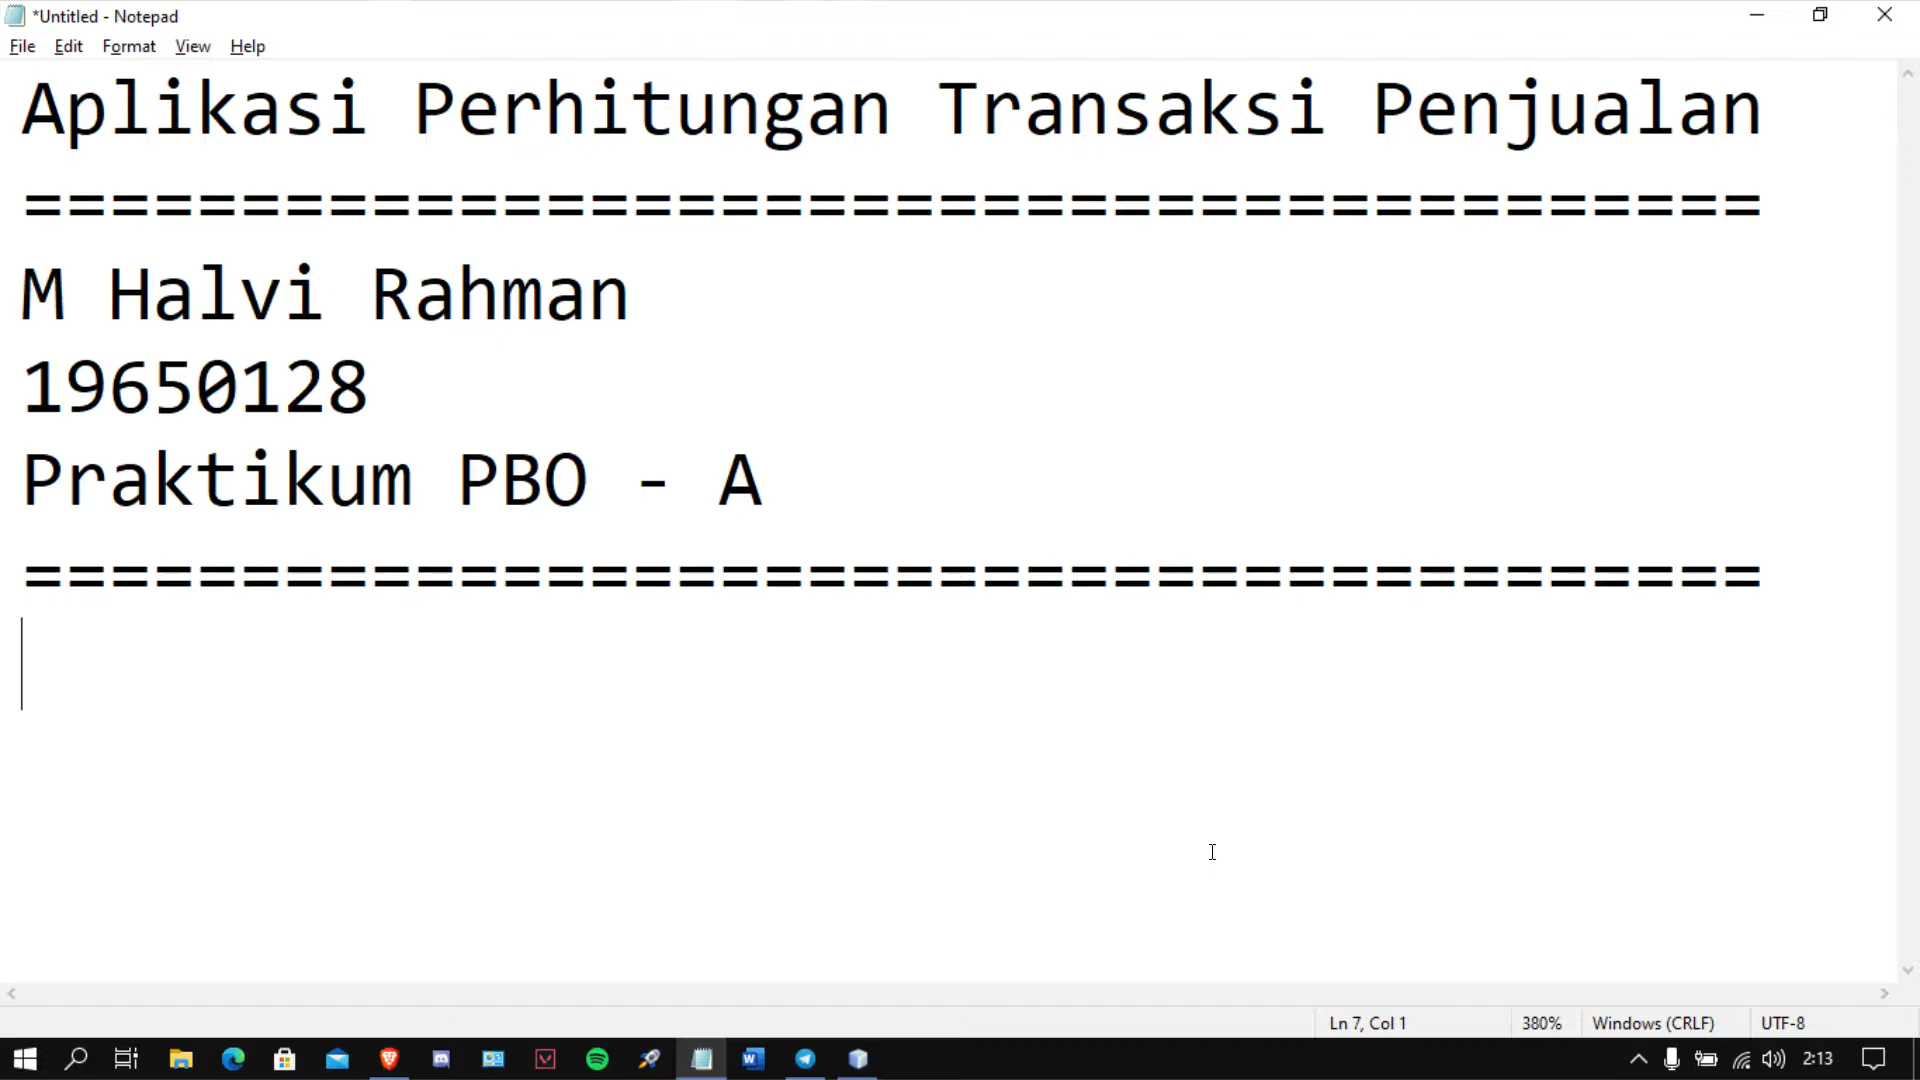 *Untitled - Notepad
File Edit Format View Help
Aplikasi Perhitungan Transaksi Penjualan
========================================
M Halvi Rahman
19650128
Praktikum PBO - A
========================================
Ln 7, Col 1 380% Windows (CRLF) UTF-8
2:13